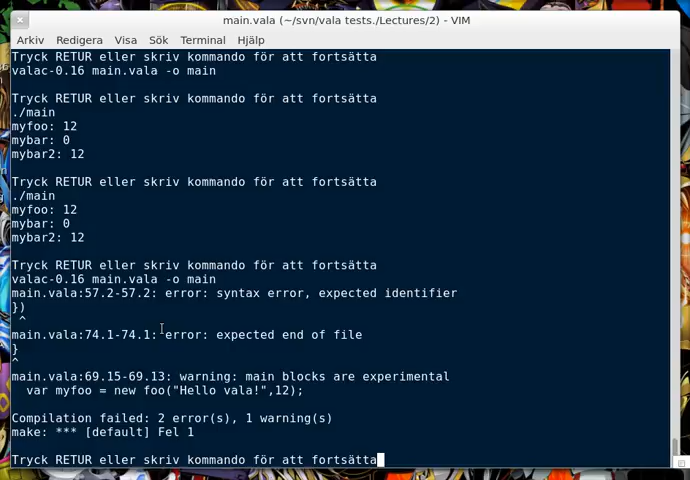 main.vala (~/svn/vala tests./Lectures/2) - VIM
Arkiv Redigera Visa Sök Terminal Hjälp
Tryck RETUR eller skriv kommando för att fortsätta
valac-0.16 main.vala -o main
Tryck RETUR eller skriv kommando för att fortsätta
./main
myfoo: 12
mybar: 0
mybar2: 12
Tryck RETUR eller skriv kommando för att fortsätta
./main
myfoo: 12
mybar: 0
mybar2: 12
Tryck RETUR eller skriv kommando för att fortsätta
valac-0.16 main.vala -o main
main.vala:57.2-57.2: error: syntax error, expected identifier
})
 ^
main.vala:74.1-74.1: error: expected end of file
}
^
main.vala:69.15-69.13: warning: main blocks are experimental
  var myfoo = new foo("Hello vala!",12);
Compilation failed: 2 error(s), 1 warning(s)
make: *** [default] Fel 1
Tryck RETUR eller skriv kommando för att fortsätta